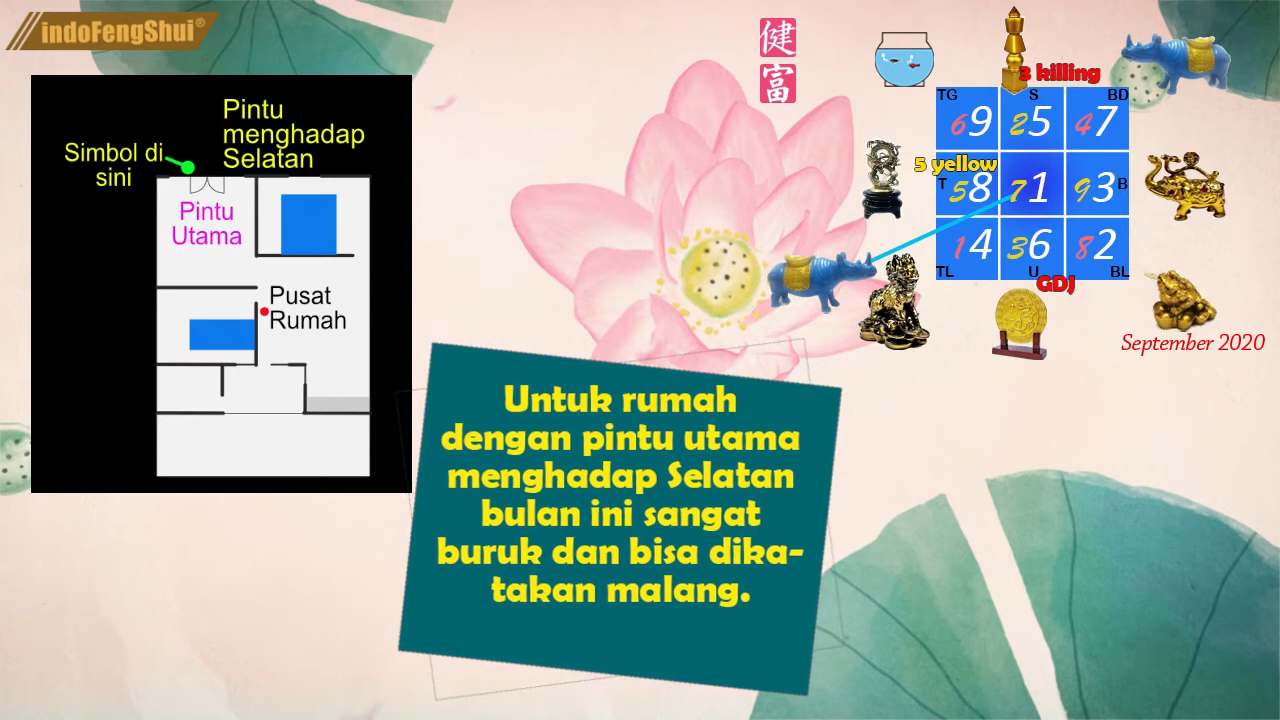 indoFengShui®
Pintu
menghadap
Selatan
Simbol di
sini
Pintu
Utama
Pusat
Rumah
健
富
3 killing
TG S BD
69 25 47
5 yellow
T 58 71 93 B
14 36 82
TL U BL
GDJ
September 2020
Untuk rumah
dengan pintu utama
menghadap Selatan
bulan ini sangat
buruk dan bisa dika-
takan malang.